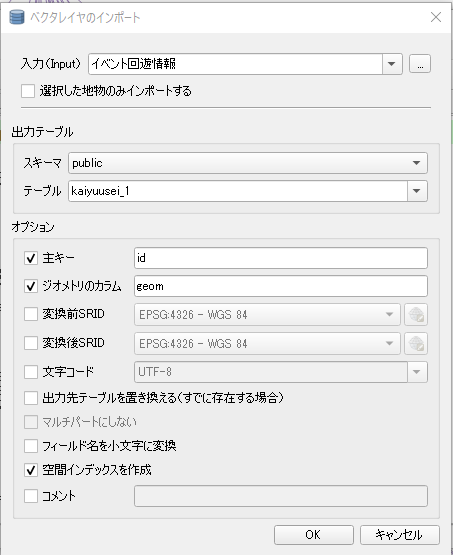 ベクタレイヤのインポート
入力(Input) イベント回遊情報 ...
選択した地物のみインポートする
出力テーブル
スキーマ public
テーブル kaiyuusei_1
オプション
主キー id
ジオメトリのカラム geom
変換前SRID EPSG:4326 - WGS 84
変換後SRID EPSG:4326 - WGS 84
文字コード UTF-8
出力先テーブルを置き換える(すでに存在する場合)
マルチパートにしない
フィールド名を小文字に変換
空間インデックスを作成
コメント
OK キャンセル